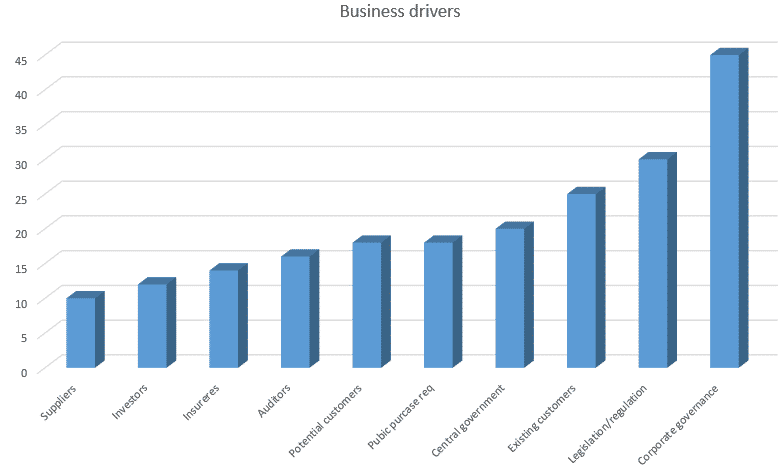 Business drivers
45
40
35
30
25
20
15
10
5
0
Suppliers
Investors
Insureres
Auditors
Potential customers
Pubic purcase req
Central government
Existing customers
Legislation/regulation
Corporate governance